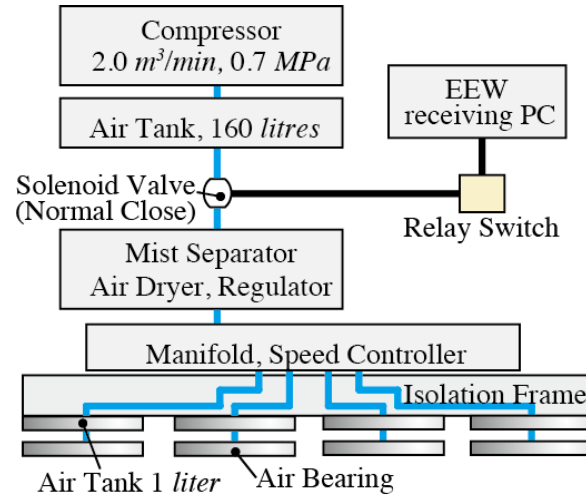 Compressor
2.0 m³/min, 0.7 MPa
Air Tank, 160 litres
EEW
receiving PC
Solenoid Valve
(Normal Close)
Relay Switch
Mist Separator
Air Dryer, Regulator
Manifold, Speed Controller
Isolation Frame
Air Tank 1 liter
Air Bearing